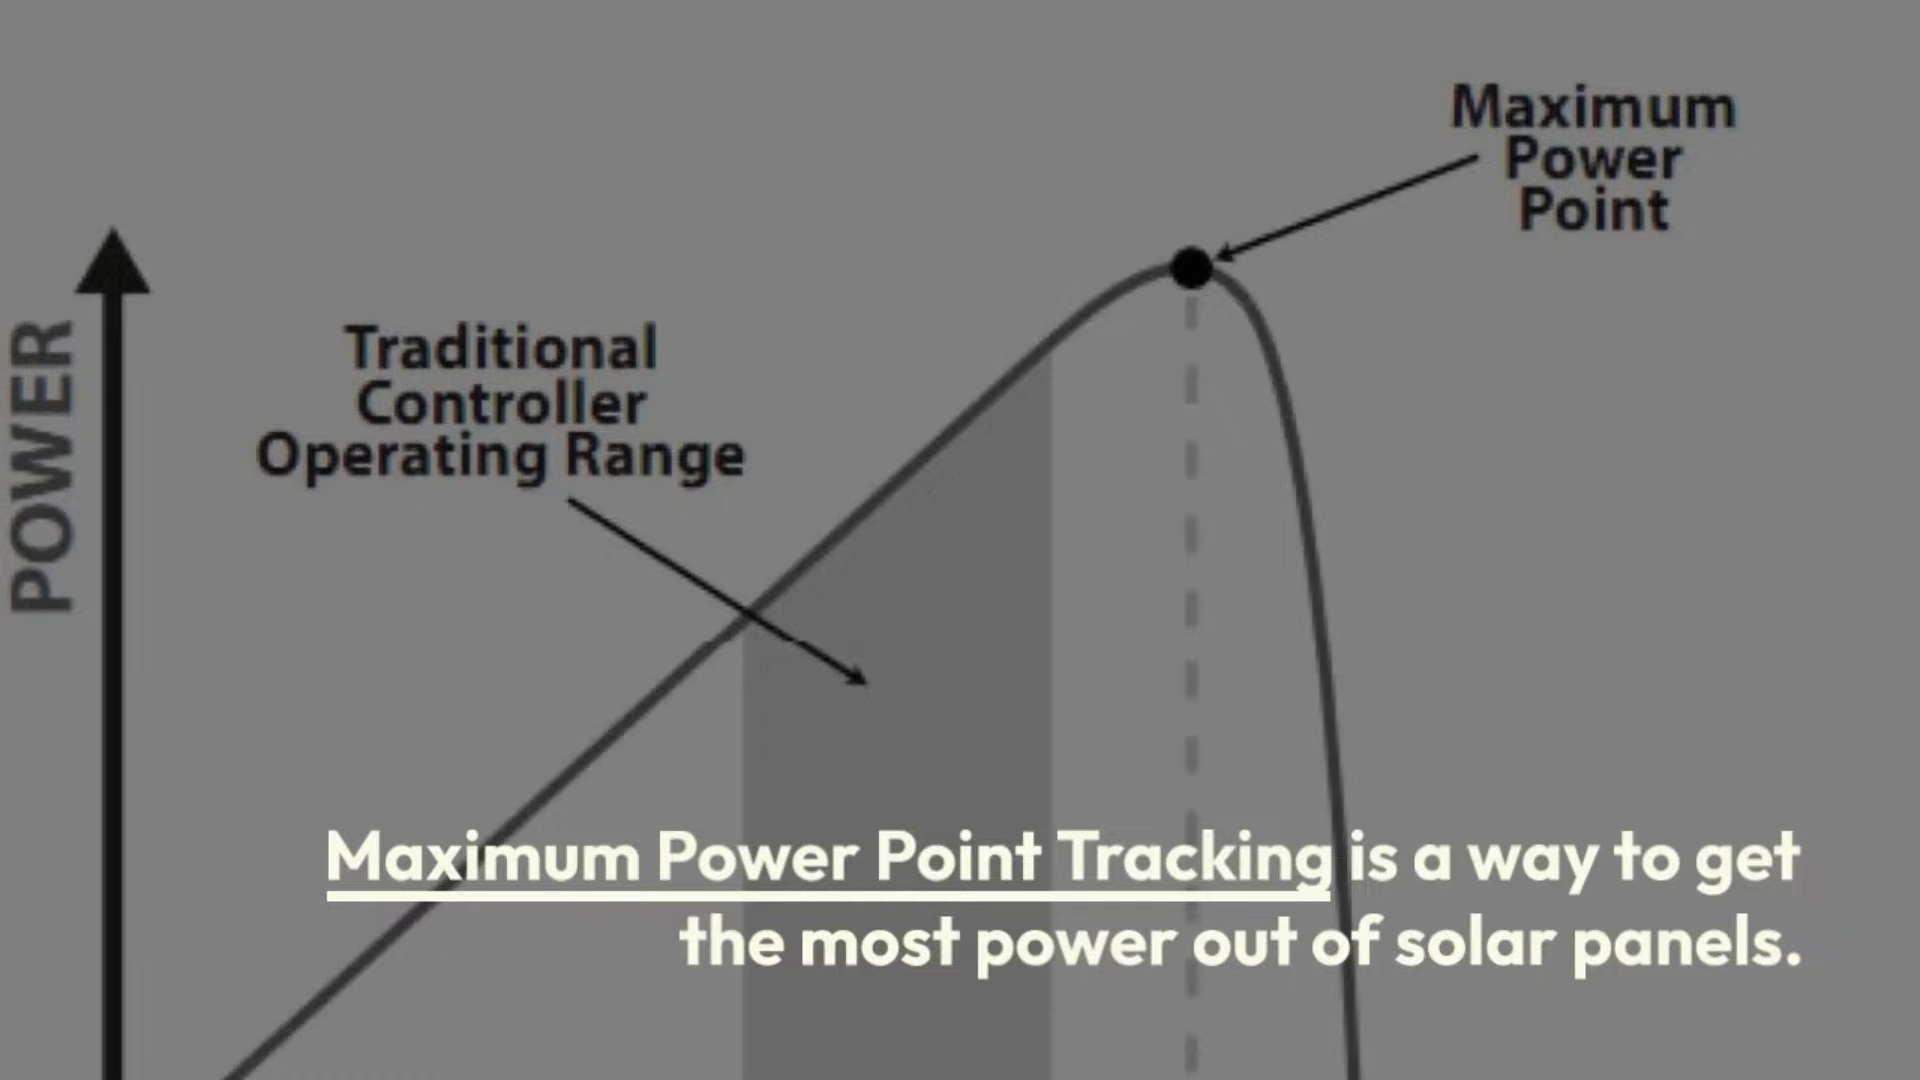 Maximum
Power
Point
Traditional
Controller
Operating Range
POWER
Maximum Power Point Tracking is a way to get
the most power out of solar panels.